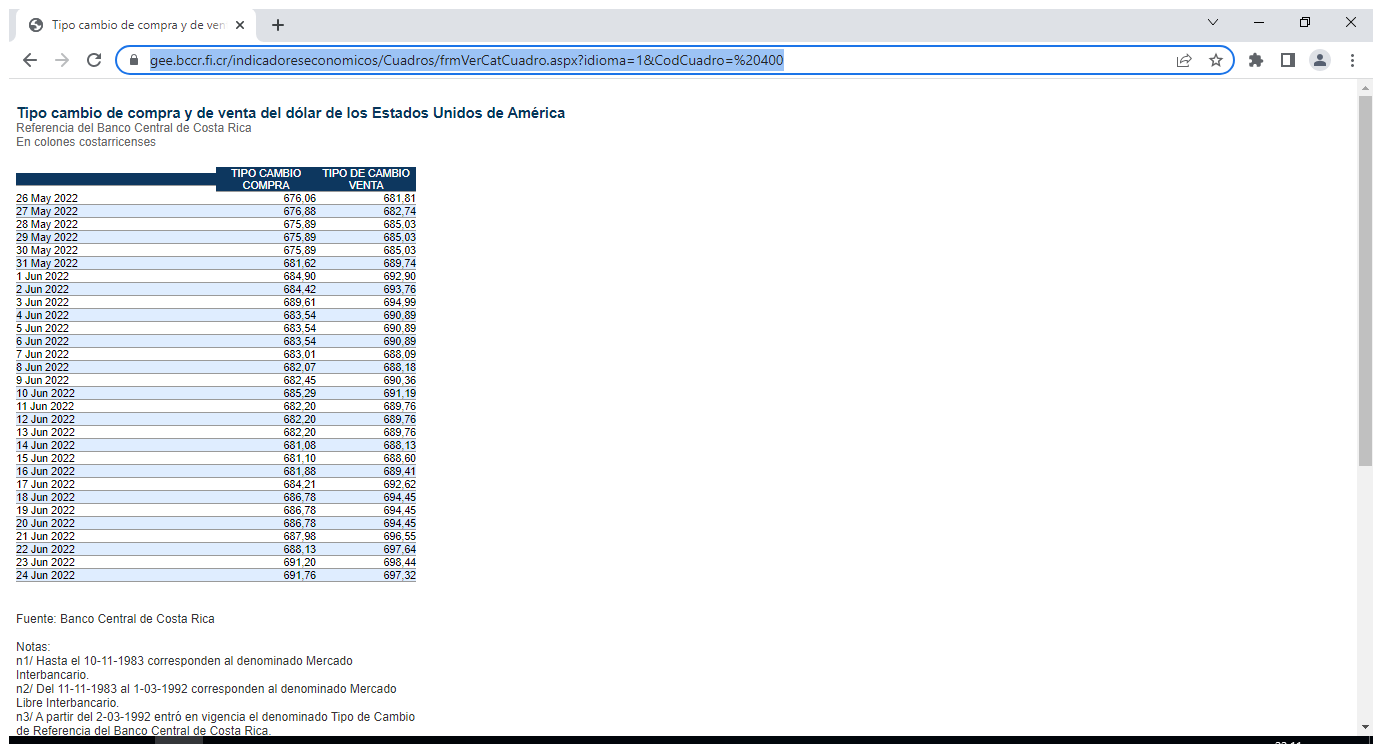 Tipo cambio de compra y de ven
gee.bccr.fi.cr/indicadoreseconomicos/Cuadros/frmVerCatCuadro.aspx?idioma=1&CodCuadro=%20400
Tipo cambio de compra y de venta del dólar de los Estados Unidos de América
Referencia del Banco Central de Costa Rica
En colones costarricenses
TIPO CAMBIO COMPRA TIPO DE CAMBIO VENTA
26 May 2022 676,06 681,81
27 May 2022 676,88 682,74
28 May 2022 675,89 685,03
29 May 2022 675,89 685,03
30 May 2022 675,89 685,03
31 May 2022 681,62 689,74
1 Jun 2022 684,90 692,90
2 Jun 2022 684,42 693,76
3 Jun 2022 689,61 694,99
4 Jun 2022 683,54 690,89
5 Jun 2022 683,54 690,89
6 Jun 2022 683,54 690,89
7 Jun 2022 683,01 688,09
8 Jun 2022 682,07 688,18
9 Jun 2022 682,45 690,36
10 Jun 2022 685,29 691,19
11 Jun 2022 682,20 689,76
12 Jun 2022 682,20 689,76
13 Jun 2022 682,20 689,76
14 Jun 2022 681,08 688,13
15 Jun 2022 681,10 688,60
16 Jun 2022 681,88 689,41
17 Jun 2022 684,21 692,62
18 Jun 2022 686,78 694,45
19 Jun 2022 686,78 694,45
20 Jun 2022 686,78 694,45
21 Jun 2022 687,98 696,55
22 Jun 2022 688,13 697,64
23 Jun 2022 691,20 698,44
24 Jun 2022 691,76 697,32
Fuente: Banco Central de Costa Rica
Notas:
n1/ Hasta el 10-11-1983 corresponden al denominado Mercado
Interbancario.
n2/ Del 11-11-1983 al 1-03-1992 corresponden al denominado Mercado
Libre Interbancario.
n3/ A partir del 2-03-1992 entró en vigencia el denominado Tipo de Cambio
de Referencia del Banco Central de Costa Rica.